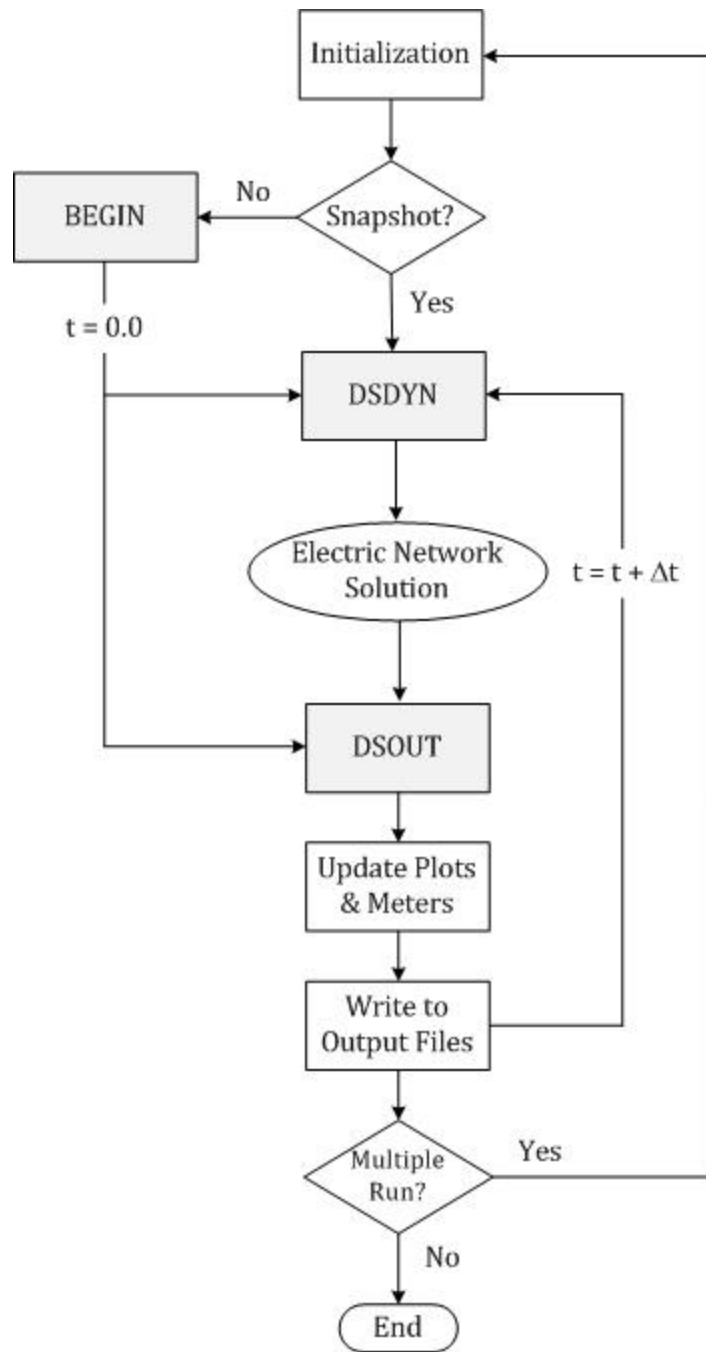 Initialization
No
BEGIN
Snapshot?
Yes
t = 0.0
DSDYN
Electric Network
Solution
t = t + Δt
DSOUT
Update Plots
& Meters
Write to
Output Files
Multiple
Run?
Yes
No
End